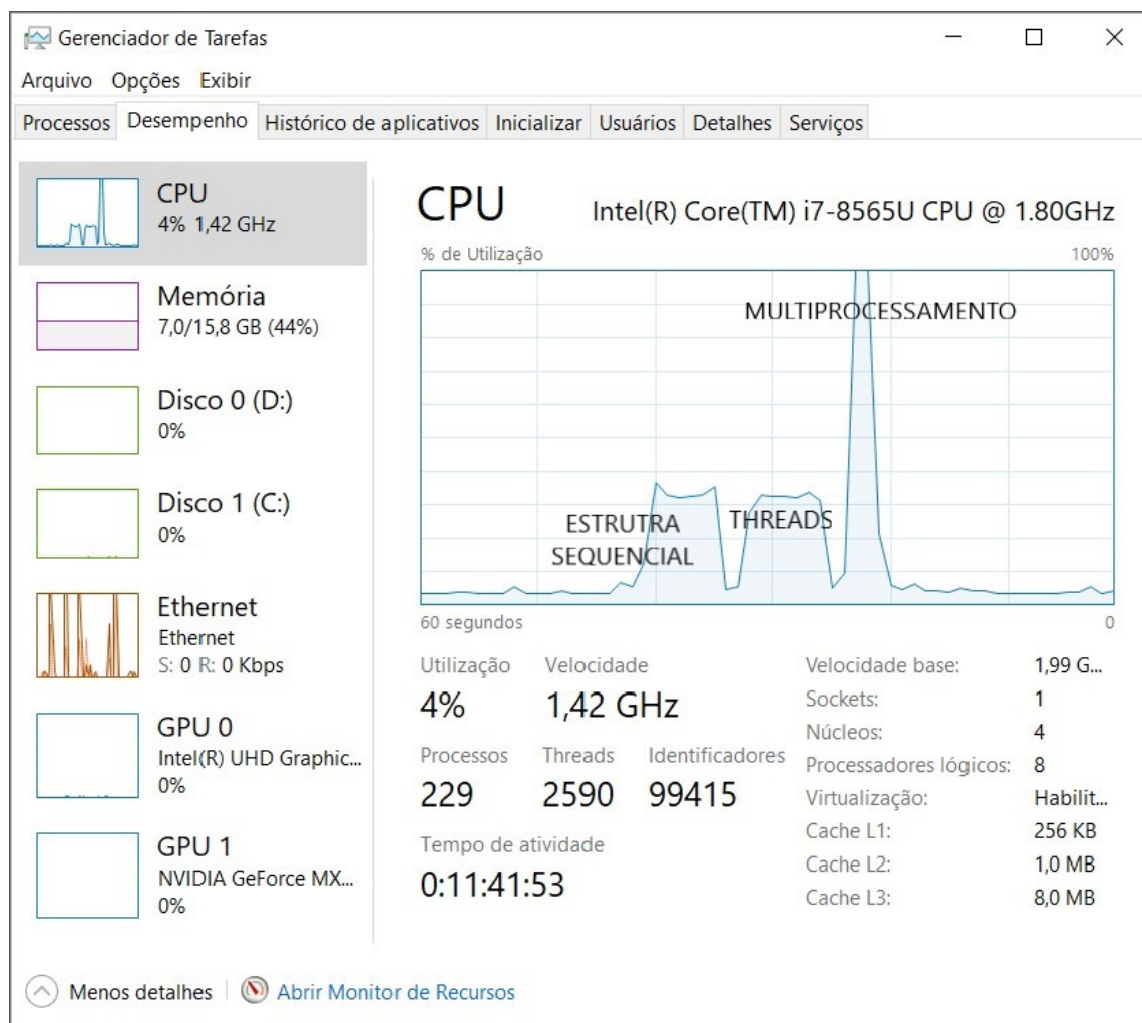 Gerenciador de Tarefas
Arquivo Opções Exibir
Processos Desempenho Histórico de aplicativos Inicializar Usuários Detalhes Serviços
CPU
4% 1,42 GHz
Memória
7,0/15,8 GB (44%)
Disco 0 (D:)
0%
Disco 1 (C:)
0%
Ethernet
Ethernet
S: 0 R: 0 Kbps
GPU 0
Intel(R) UHD Graphic...
0%
GPU 1
NVIDIA GeForce MX...
0%
CPU Intel(R) Core(TM) i7-8565U CPU @ 1.80GHz
% de Utilização 100%
MULTIPROCESSAMENTO
ESTRUTRA
SEQUENCIAL
THREADS
60 segundos 0
Utilização Velocidade
4% 1,42 GHz
Processos Threads Identificadores
229 2590 99415
Tempo de atividade
0:11:41:53
Velocidade base: 1,99 G...
Sockets: 1
Núcleos: 4
Processadores lógicos: 8
Virtualização: Habilit...
Cache L1: 256 KB
Cache L2: 1,0 MB
Cache L3: 8,0 MB
Menos detalhes Abrir Monitor de Recursos